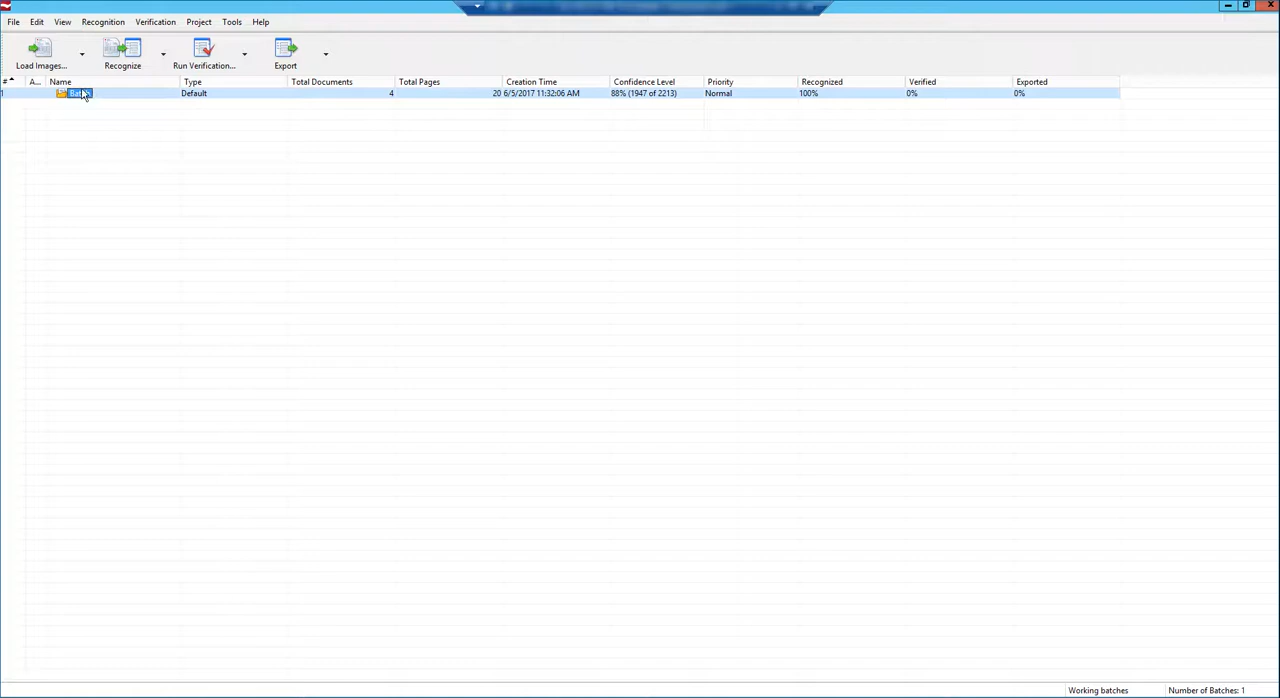 File Edit View Recognition Verification Project Tools Help
Load Images... Recognize Run Verification... Export
# A... Name Type Total Documents Total Pages Creation Time Confidence Level Priority Recognized Verified Exported
1 Default 4 20 6/5/2017 11:32:06 AM 88% (1947 of 2213) Normal 100% 0% 0%
Working batches Number of Batches: 1